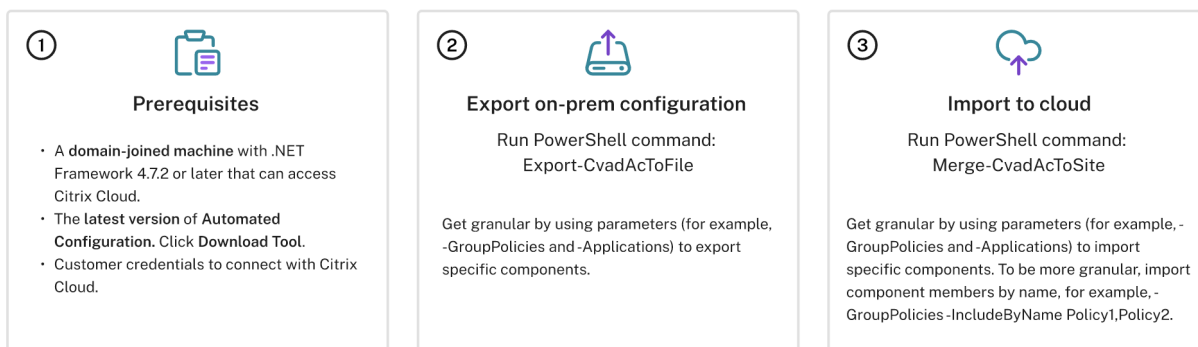 1
Prerequisites
• A domain-joined machine with .NET
Framework 4.7.2 or later that can access
Citrix Cloud.
• The latest version of Automated
Configuration. Click Download Tool.
• Customer credentials to connect with Citrix
Cloud.
2
Export on-prem configuration
Run PowerShell command:
Export-CvadAcToFile
Get granular by using parameters (for example,
-GroupPolicies and -Applications) to export
specific components.
3
Import to cloud
Run PowerShell command:
Merge-CvadAcToSite
Get granular by using parameters (for example, -
GroupPolicies and -Applications) to import
specific components. To be more granular, import
component members by name, for example, -
GroupPolicies -IncludeByName Policy1,Policy2.